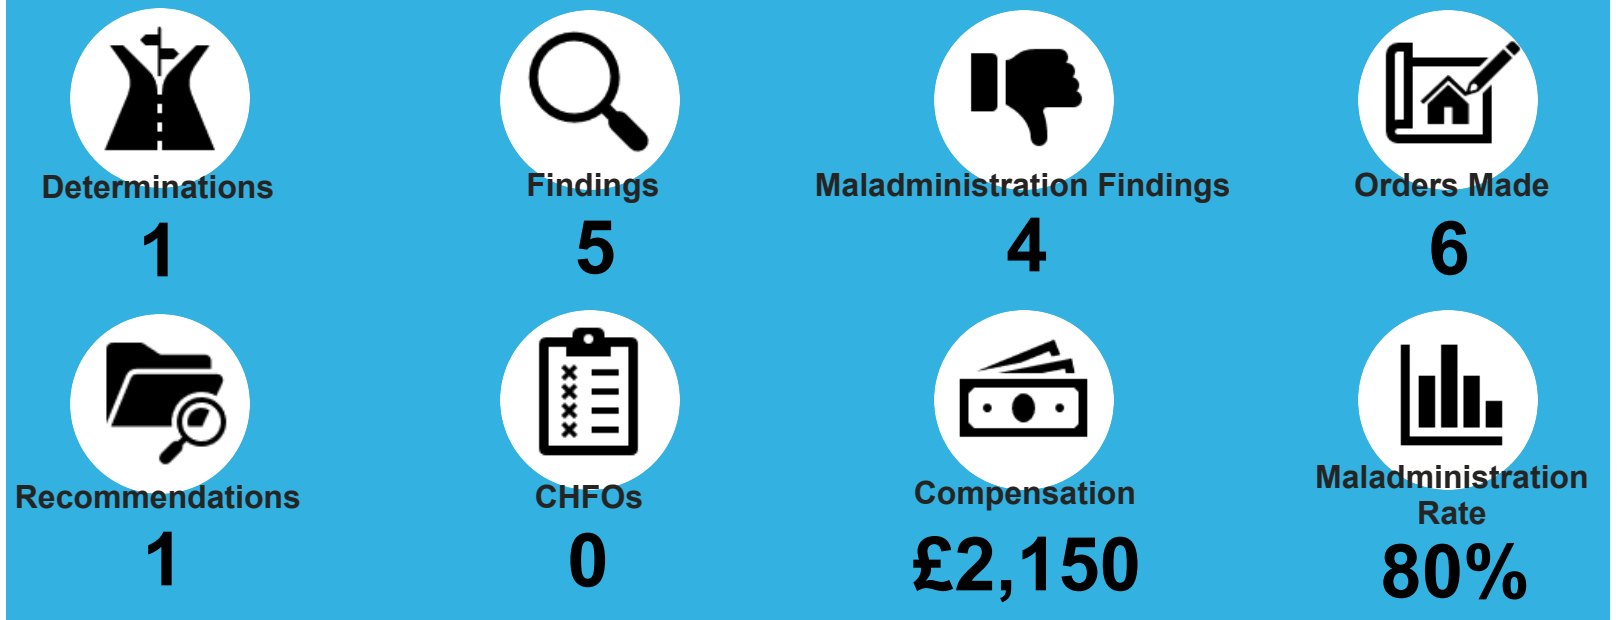 Determinations
1
Findings
5
Maladministration Findings
4
Orders Made
6
Recommendations
1
CHFOs
0
Compensation
£2,150
Maladministration
Rate
80%